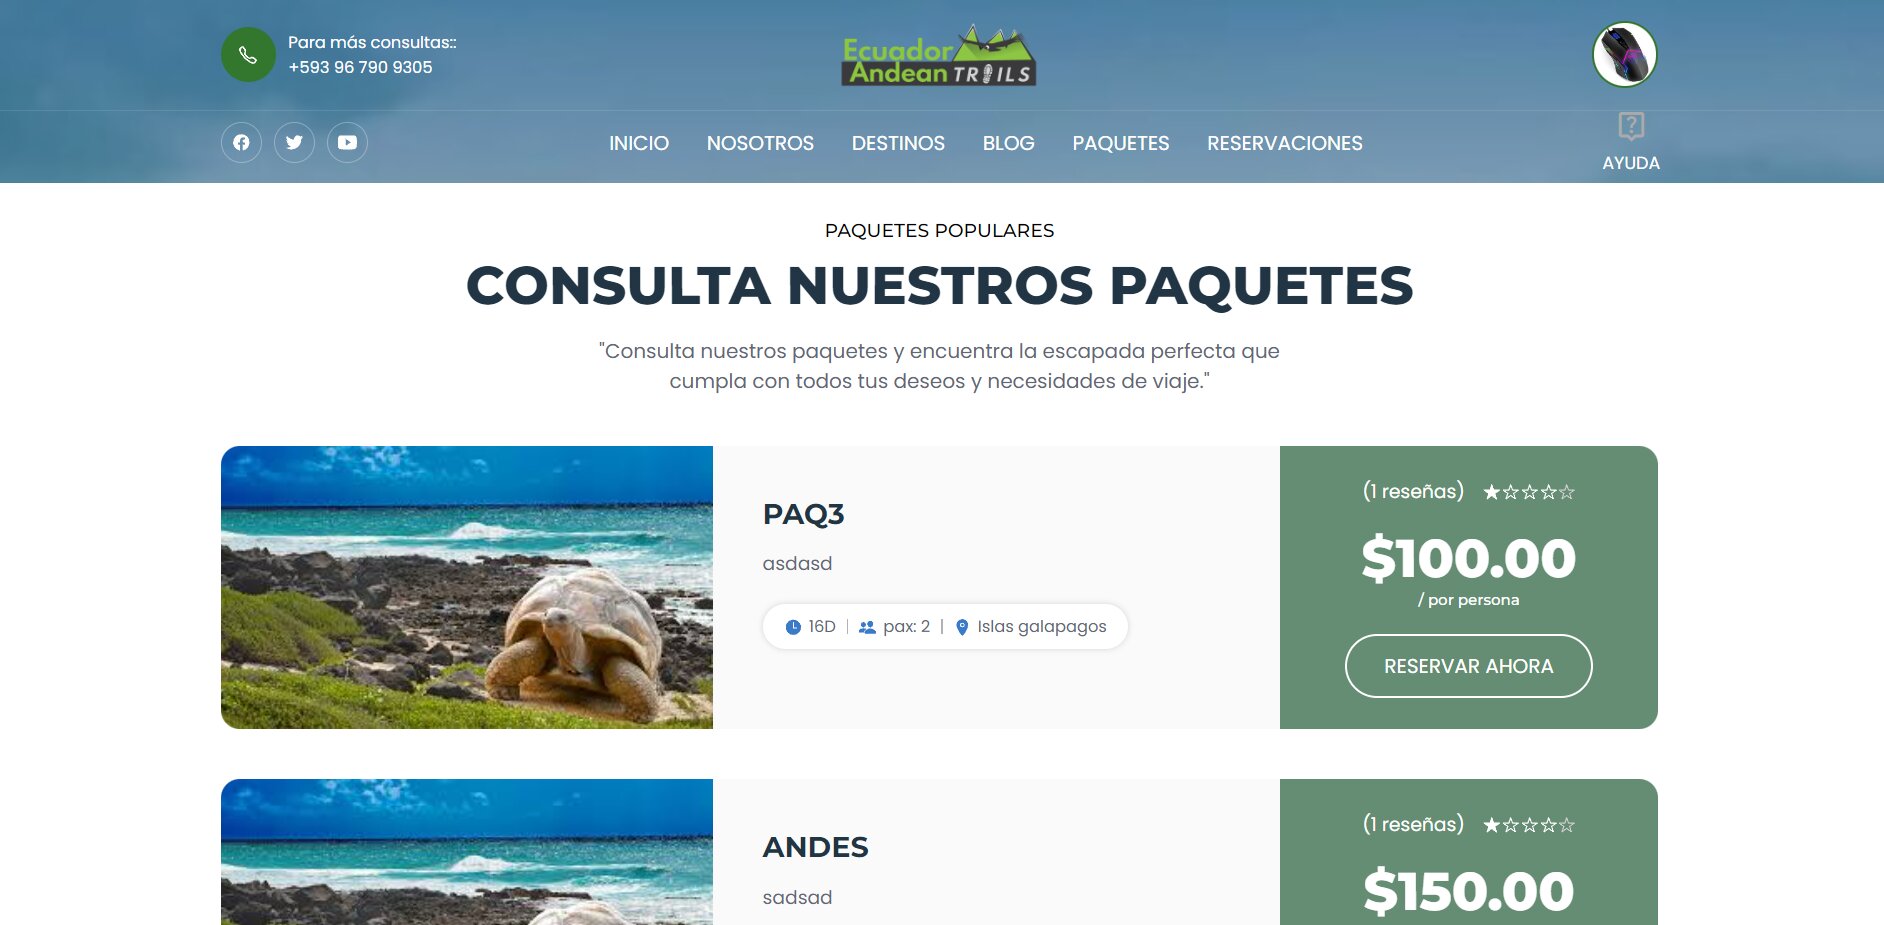 Para más consultas::
+593 96 790 9305
Ecuador
Andean TRAILS
INICIO NOSOTROS DESTINOS BLOG PAQUETES RESERVACIONES
AYUDA
PAQUETES POPULARES
CONSULTA NUESTROS PAQUETES
"Consulta nuestros paquetes y encuentra la escapada perfecta que
cumpla con todos tus deseos y necesidades de viaje."
PAQ3
asdasd
16D | pax: 2 | Islas galapagos
(1 reseñas)
$100.00
/ por persona
RESERVAR AHORA
ANDES
sadsad
(1 reseñas)
$150.00